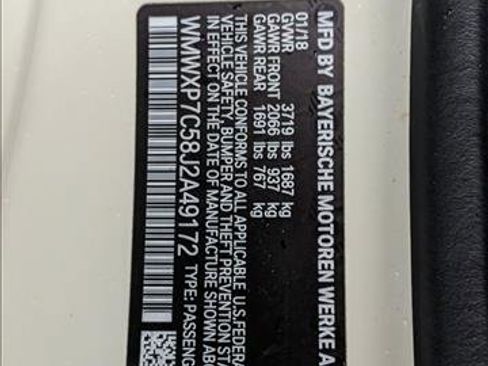 MFD BY BAYERISCHE MOTOREN WERKE A
01/18
GVWR 3719 lbs 1687 kg
GAWR FRONT 2066 lbs 937 kg
GAWR REAR 1691 lbs 767 kg
THIS VEHICLE CONFORMS TO ALL APPLICABLE U.S.FEDERA
VEHICLE SAFETY, BUMPER AND THEFT PREVENTION STAN
IN EFFECT ON THE DATE OF MANUFACTURE SHOWN ABO
WMWXP7C58J2A49172 TYPE: PASSENG